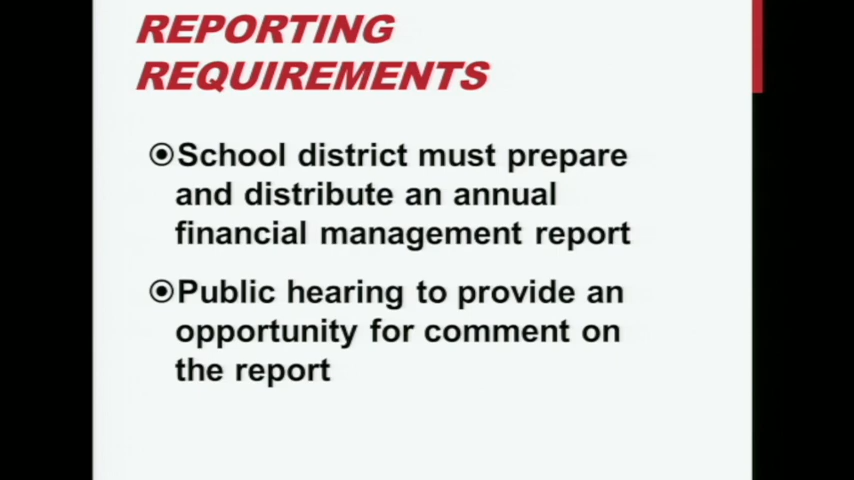 REPORTING
REQUIREMENTS
School district must prepare
and distribute an annual
financial management report
Public hearing to provide an
opportunity for comment on
the report